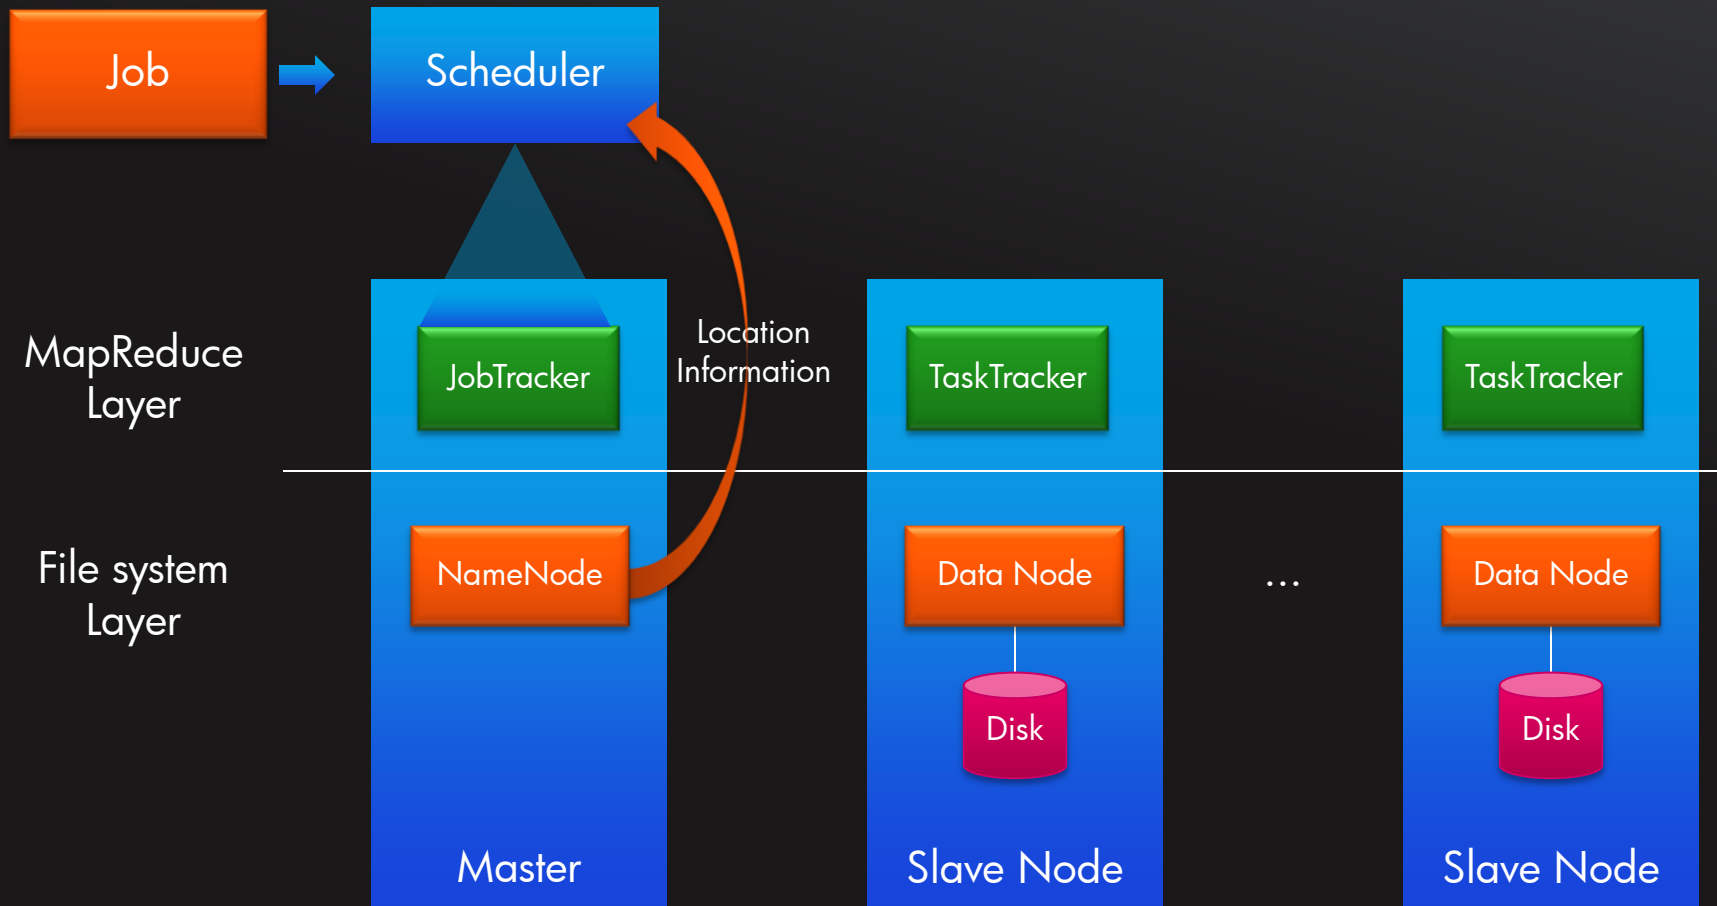 Job
Scheduler
Location
Information
MapReduce
Layer
JobTracker
TaskTracker
TaskTracker
File system
Layer
NameNode
Data Node
...
Data Node
Disk
Disk
Master
Slave Node
Slave Node